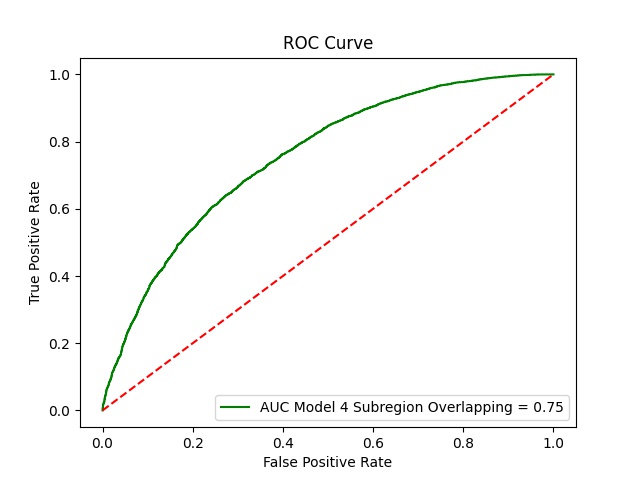 ROC Curve
True Positive Rate
1.0
0.8
0.6
0.4
0.2
0.0
AUC Model 4 Subregion Overlapping = 0.75
0.0 0.2 0.4 0.6 0.8 1.0
False Positive Rate